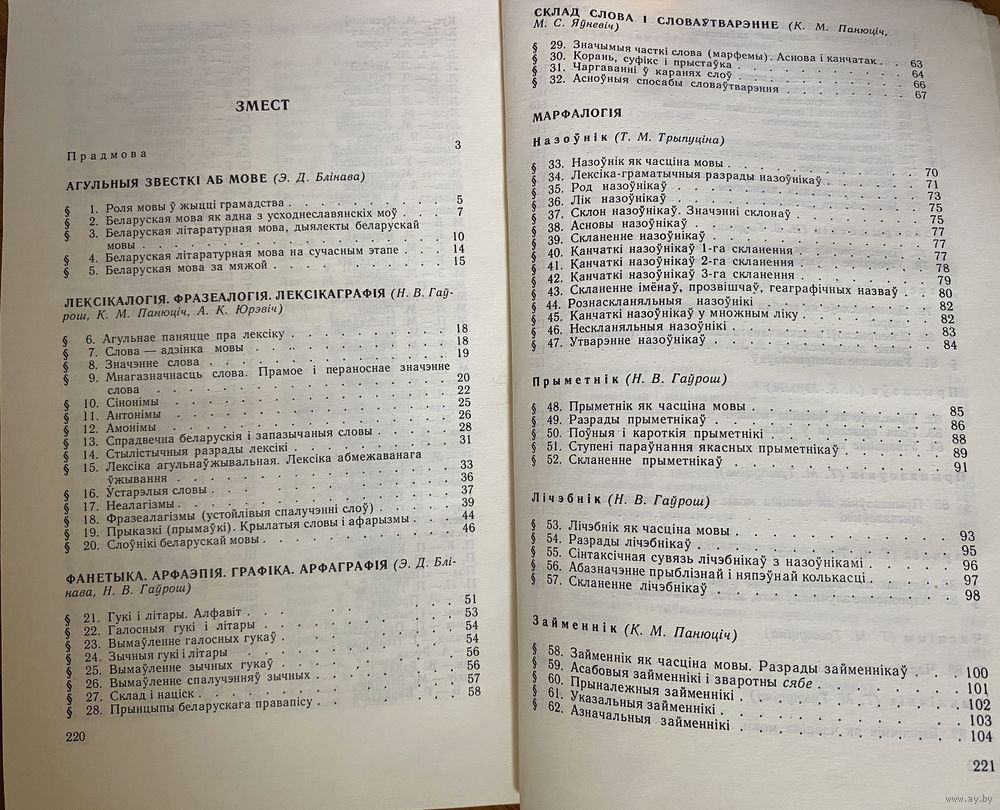 ЗМЕСТ
Прадмова 3
АГУЛЬНЫЯ ЗВЕСТКІ АБ МОВЕ (Э. Д. Блінава)
§ 1. Роля мовы ў жыцці грамадства . . . . 5
§ 2. Беларуская мова як адна з усходнеславянскіх моў . . . 7
§ 3. Беларуская літаратурная мова, дыялекты беларускай
мовы . . . . 10
§ 4. Беларуская літаратурная мова на сучасным этапе . . . 14
§ 5. Беларуская мова за мяжой . . . . 15
ЛЕКСІКАЛОГІЯ. ФРАЗЕАЛОГІЯ. ЛЕКСІКАГРАФІЯ (Н. В. Гаў-
рош, К. М. Панюціч, А. К. Юрэвіч)
§ 6. Агульнае паняцце пра лексіку . . . . 18
§ 7. Слова — адзінка мовы . . . . 18
§ 8. Значэнне слова . . . . 19
§ 9. Мнагазначнасць слова. Прамое і пераноснае значэнне
слова . . . . 20
§ 10. Сінонімы . . . . 22
§ 11. Антонімы . . . . 25
§ 12. Амонімы . . . . 26
§ 13. Спрадвечна беларускія і запазычаныя словы . . . . 28
§ 14. Стылістычныя разрады лексікі . . . . 31
§ 15. Лексіка агульнаўжывальная. Лексіка абмежаванага
ўжывання . . . . 33
§ 16. Устарэлыя словы . . . . 36
§ 17. Неалагізмы . . . . 37
§ 18. Фразеалагізмы (устойлівыя спалучэнні слоў) . . . . 39
§ 19. Прыказкі (прымаўкі). Крылатыя словы і афарызмы . . . 44
§ 20. Слоўнікі беларускай мовы . . . . 46
ФАНЕТЫКА. АРФАЭПІЯ. ГРАФІКА. АРФАГРАФІЯ (Э. Д. Блі-
нава, Н. В. Гаўрош)
§ 21. Гукі і літары. Алфавіт . . . . 51
§ 22. Галосныя гукі і літары . . . . 53
§ 23. Вымаўленне галосных гукаў . . . . 54
§ 24. Зычныя гукі і літары . . . . 54
§ 25. Вымаўленне зычных гукаў . . . . 56
§ 26. Вымаўленне спалучэнняў зычных . . . . 56
§ 27. Склад і націск . . . . 57
§ 28. Прынцыпы беларускага правапісу . . . . 58
220
СКЛАД СЛОВА І СЛОВАЎТВАРЭННЕ (К. М. Панюціч,
М. С. Яўневіч)
§ 29. Значымыя часткі слова (марфемы). Аснова і канчатак . . 63
§ 30. Корань, суфікс і прыстаўка . . . . 64
§ 31. Чаргаванні ў каранях слоў . . . . 66
§ 32. Асноўныя спосабы словаўтварэння . . . . 67
МАРФАЛОГІЯ
Назоўнік (Т. М. Трыпуціна)
§ 33. Назоўнік як часціна мовы . . . . 70
§ 34. Лексіка-граматычныя разрады назоўнікаў . . . . 71
§ 35. Род назоўнікаў . . . . 73
§ 36. Лік назоўнікаў . . . . 75
§ 37. Склон назоўнікаў. Значэнні склонаў . . . . 75
§ 38. Асновы назоўнікаў . . . . 77
§ 39. Скланенне назоўнікаў . . . . 77
§ 40. Канчаткі назоўнікаў 1-га скланення . . . . 77
§ 41. Канчаткі назоўнікаў 2-га скланення . . . . 78
§ 42. Канчаткі назоўнікаў 3-га скланення . . . . 79
§ 43. Скланенне імёнаў, прозвішчаў, геаграфічных назваў . . 80
§ 44. Рознаскланяльныя назоўнікі . . . . 82
§ 45. Канчаткі назоўнікаў у множным ліку . . . . 82
§ 46. Нескланяльныя назоўнікі . . . . 83
§ 47. Утварэнне назоўнікаў . . . . 84
Прыметнік (Н. В. Гаўрош)
§ 48. Прыметнік як часціна мовы . . . . 85
§ 49. Разрады прыметнікаў . . . . 86
§ 50. Поўныя і кароткія прыметнікі . . . . 88
§ 51. Ступені параўнання якасных прыметнікаў . . . . 89
§ 52. Скланенне прыметнікаў . . . . 91
Лічэбнік (Н. В. Гаўрош)
§ 53. Лічэбнік як часціна мовы . . . . 93
§ 54. Разрады лічэбнікаў . . . . 95
§ 55. Сінтаксічная сувязь лічэбнікаў з назоўнікамі . . . . 96
§ 56. Абазначэнне прыблізнай і няпэўнай колькасці . . . . 97
§ 57. Скланенне лічэбнікаў . . . . 98
Займеннік (К. М. Панюціч)
§ 58. Займеннік як часціна мовы. Разрады займеннікаў . . . 100
§ 59. Асабовыя займеннікі і зваротны сябе . . . . 101
§ 60. Прыналежныя займеннікі . . . . 102
§ 61. Указальныя займеннікі . . . . 103
§ 62. Азначальныя займеннікі . . . . 104
221
www.ay.by